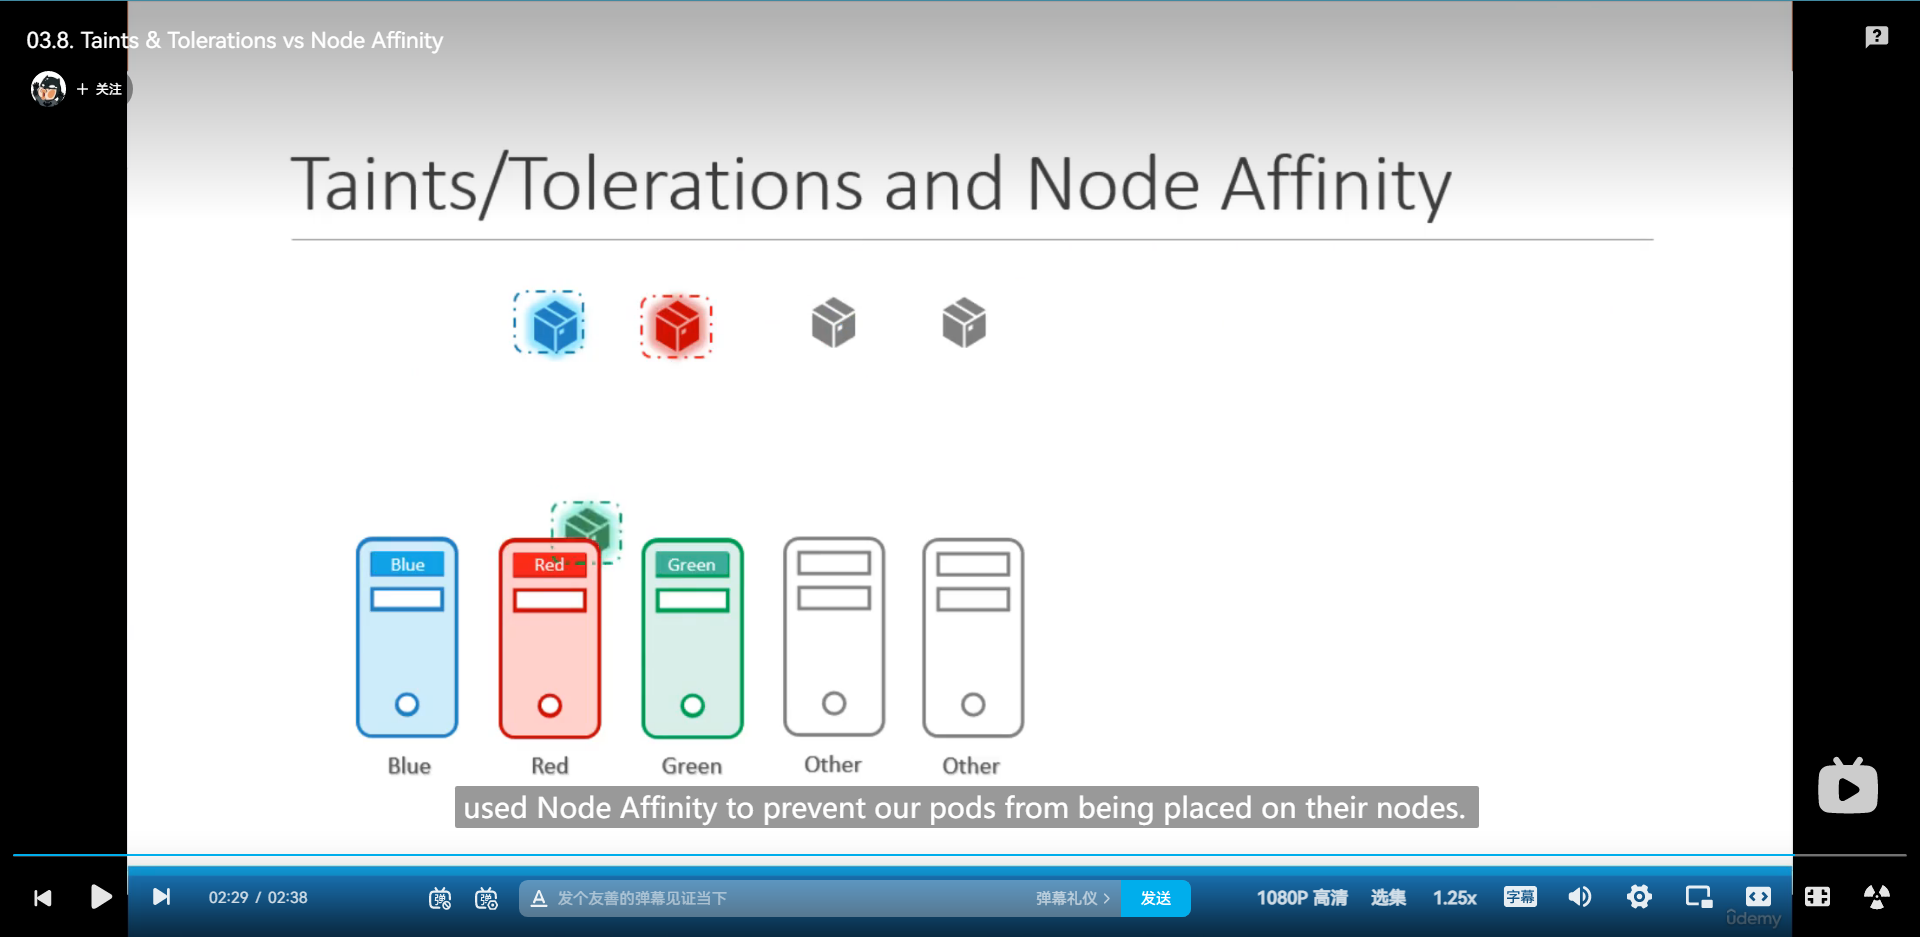 03.8. Taints & Tolerations vs Node Affinity
+ 关注
Taints/Tolerations and Node Affinity
Blue
Red
Green
Blue
Red
Green
Other
Other
used Node Affinity to prevent our pods from being placed on their nodes.
02:29 / 02:38
弹
弹
A 发个友善的弹幕见证当下
弹幕礼仪 >
发送
1080P 高清
选集
1.25x
字幕
udemy